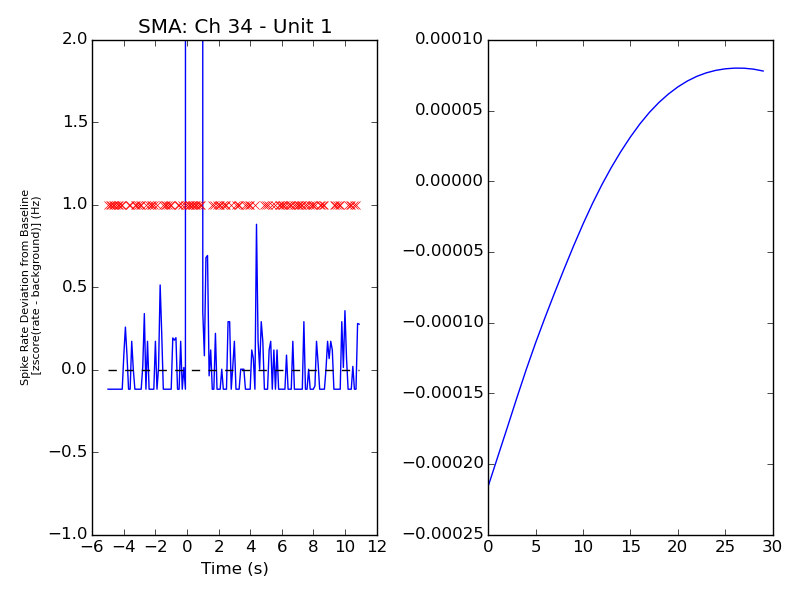 SMA: Ch 34 - Unit 1
2.0
1.5
1.0
0.5
0.0
−0.5
−1.0
−6 −4 −2 0 2 4 6 8 10 12
Time (s)
Spike Rate Deviation from Baseline
[zscore(rate - background)] (Hz)
0.00010
0.00005
0.00000
−0.00005
−0.00010
−0.00015
−0.00020
−0.00025
0 5 10 15 20 25 30